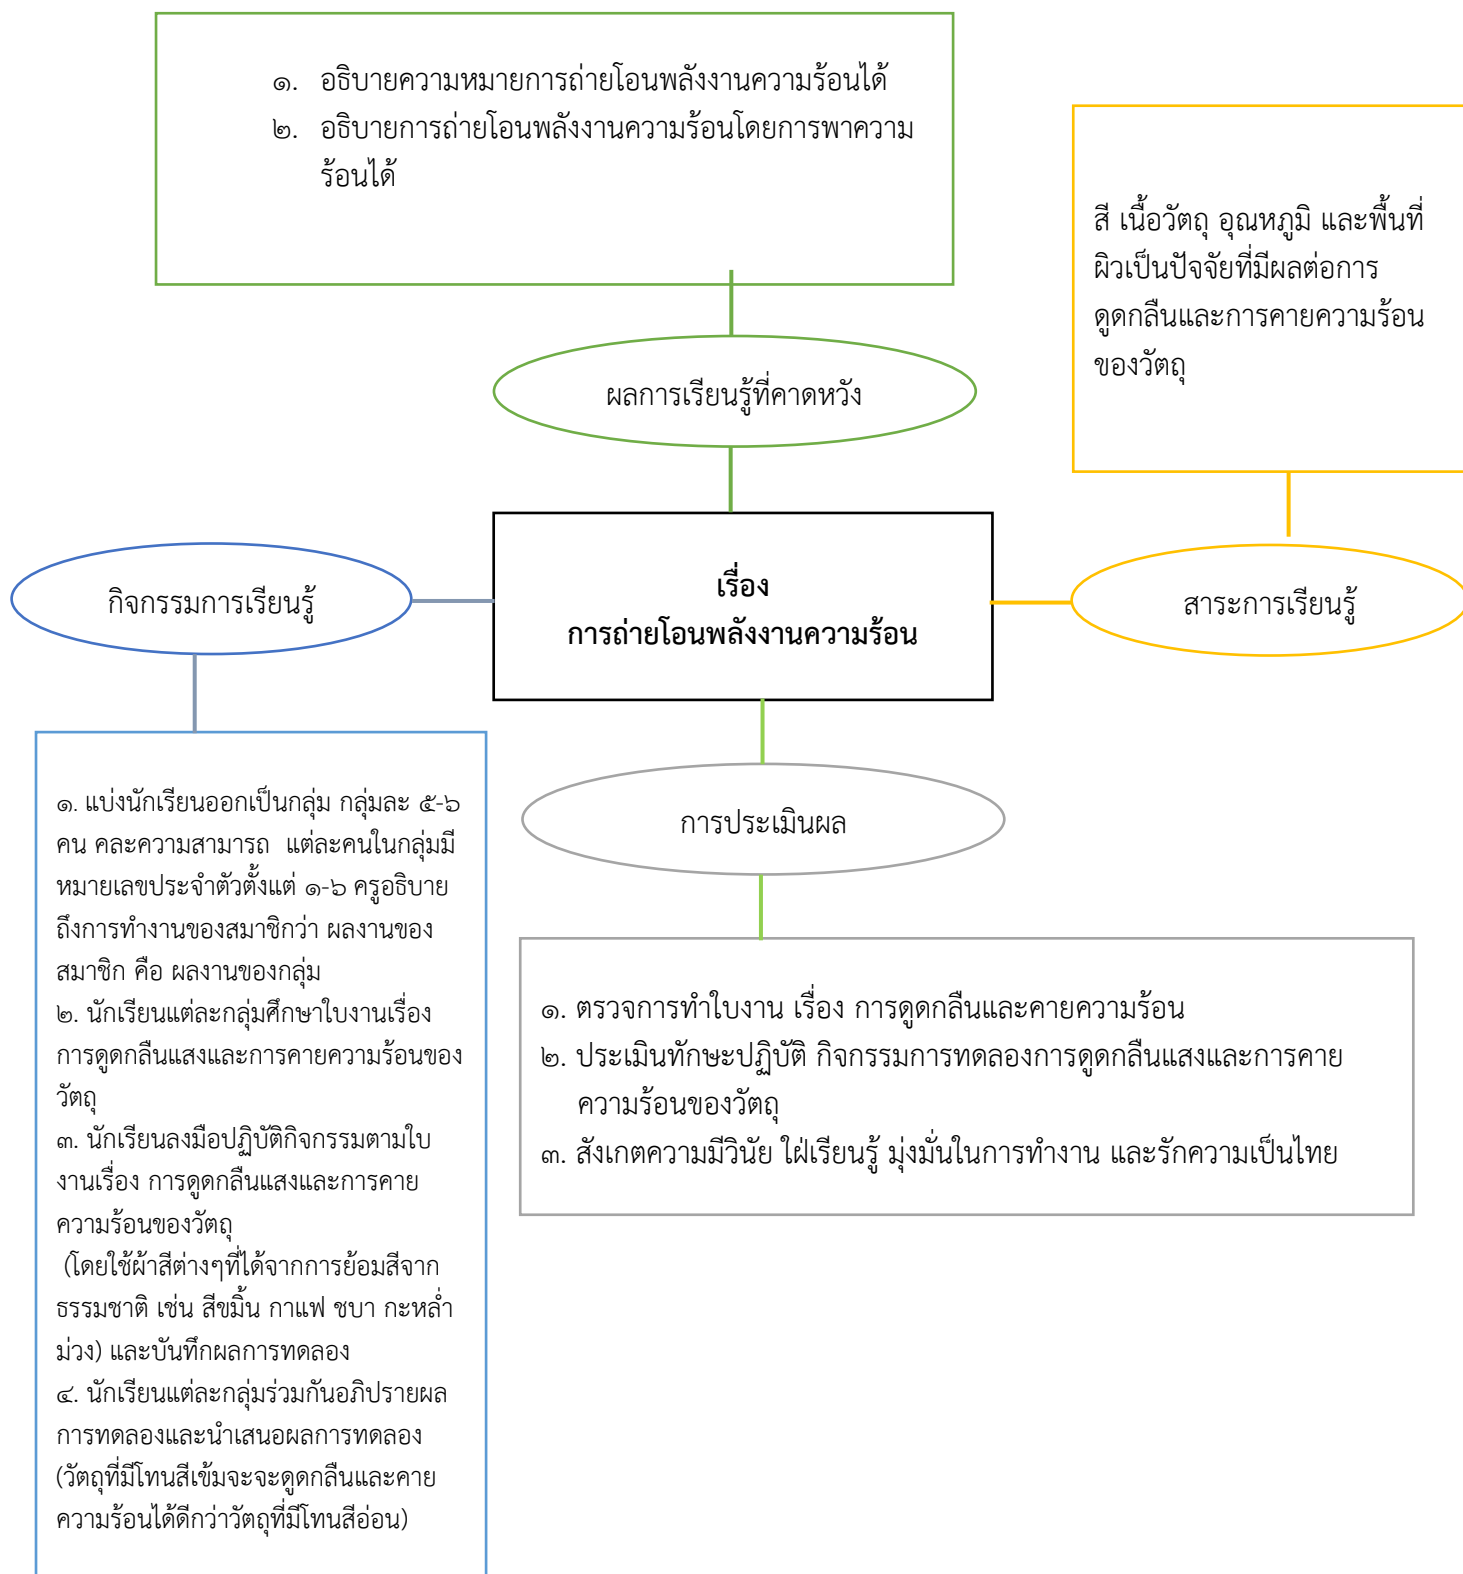 ๑. อธิบายความหมายการถ่ายโอนพลังงานความร้อนได้
๒. อธิบายการถ่ายโอนพลังงานความร้อนโดยการพาความ
ร้อนได้
สี เนื้อวัตถุ อุณหภูมิ และพื้นที่
ผิวเป็นปัจจัยที่มีผลต่อการ
ดูดกลืนและการคายความร้อน
ของวัตถุ
ผลการเรียนรู้ที่คาดหวัง
เรื่อง
การถ่ายโอนพลังงานความร้อน
กิจกรรมการเรียนรู้
สาระการเรียนรู้
๑. แบ่งนักเรียนออกเป็นกลุ่ม กลุ่มละ ๕-๖
คน คละความสามารถ แต่ละคนในกลุ่มมี
หมายเลขประจำตัวตั้งแต่ ๑-๖ ครูอธิบาย
ถึงการทำงานของสมาชิกว่า ผลงานของ
สมาชิก คือ ผลงานของกลุ่ม
๒. นักเรียนแต่ละกลุ่มศึกษาใบงานเรื่อง
การดูดกลืนแสงและการคายความร้อนของ
วัตถุ
๓. นักเรียนลงมือปฏิบัติกิจกรรมตามใบ
งานเรื่อง การดูดกลืนแสงและการคาย
ความร้อนของวัตถุ
(โดยใช้ผ้าสีต่างๆที่ได้จากการย้อมสีจาก
ธรรมชาติ เช่น สีขมิ้น กาแฟ ชบา กะหล่ำ
ม่วง) และบันทึกผลการทดลอง
๔. นักเรียนแต่ละกลุ่มร่วมกันอภิปรายผล
การทดลองและนำเสนอผลการทดลอง
(วัตถุที่มีโทนสีเข้มจะจะดูดกลืนและคาย
ความร้อนได้ดีกว่าวัตถุที่มีโทนสีอ่อน)
การประเมินผล
๑. ตรวจการทำใบงาน เรื่อง การดูดกลืนและคายความร้อน
๒. ประเมินทักษะปฏิบัติ กิจกรรมการทดลองการดูดกลืนแสงและการคาย
ความร้อนของวัตถุ
๓. สังเกตความมีวินัย ใฝ่เรียนรู้ มุ่งมั่นในการทำงาน และรักความเป็นไทย